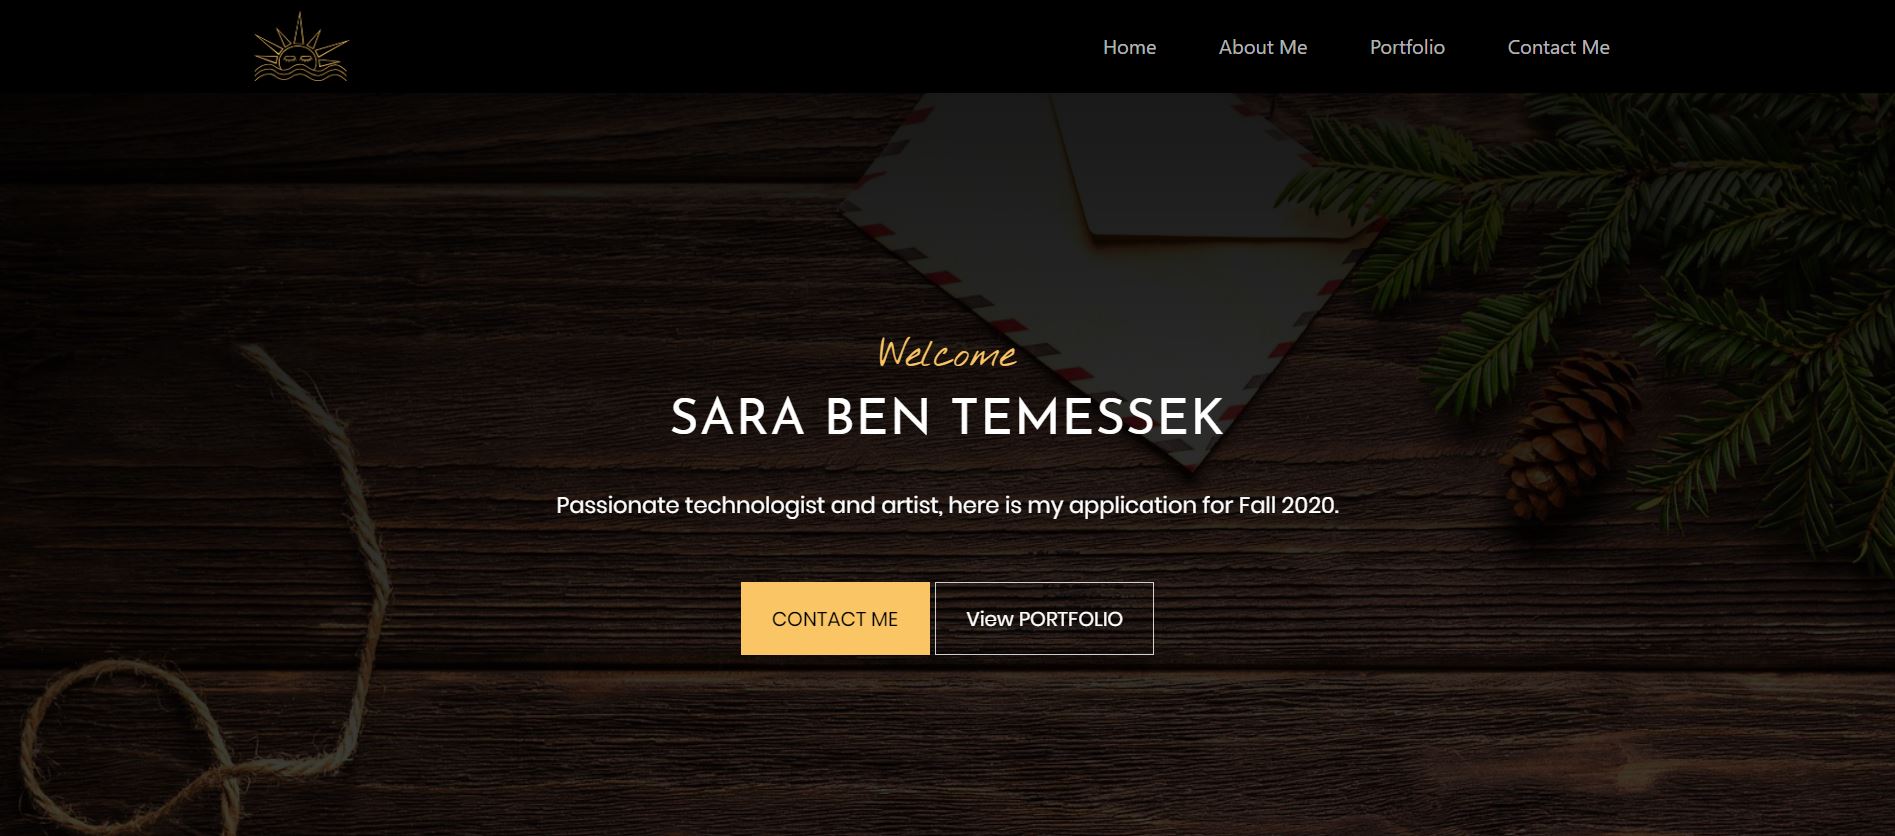 Home About Me Portfolio Contact Me
Welcome
SARA BEN TEMESSEK
Passionate technologist and artist, here is my application for Fall 2020.
CONTACT ME View PORTFOLIO